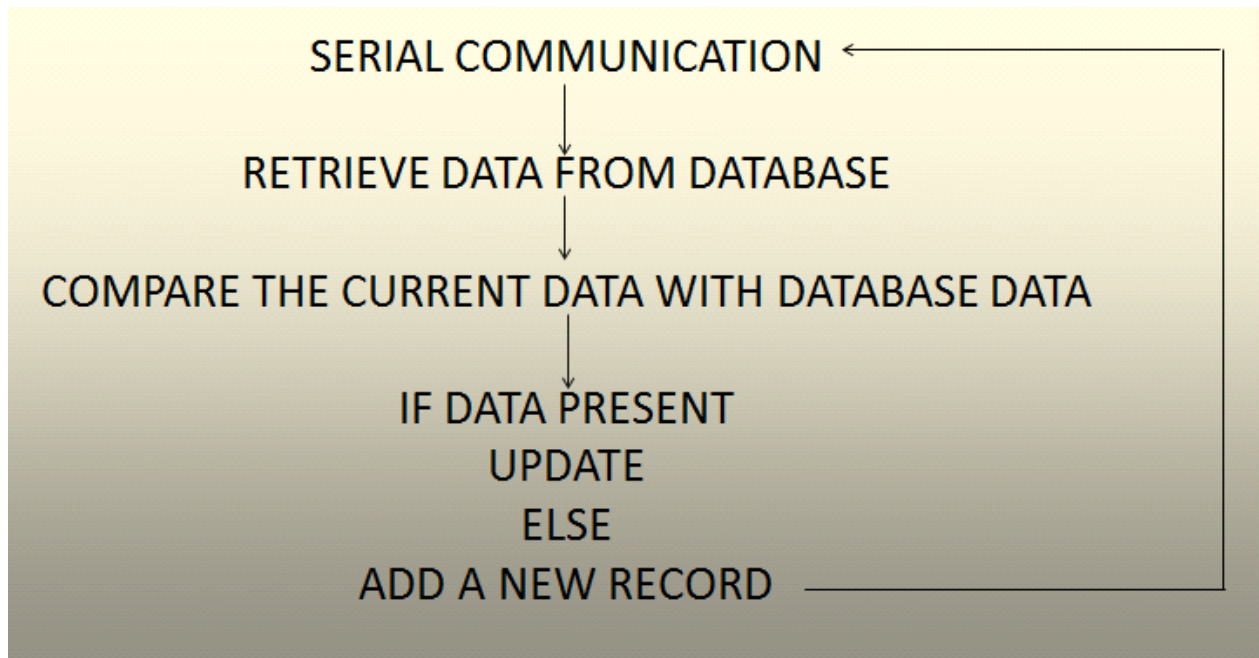 SERIAL COMMUNICATION
RETRIEVE DATA FROM DATABASE
COMPARE THE CURRENT DATA WITH DATABASE DATA
IF DATA PRESENT
UPDATE
ELSE
ADD A NEW RECORD